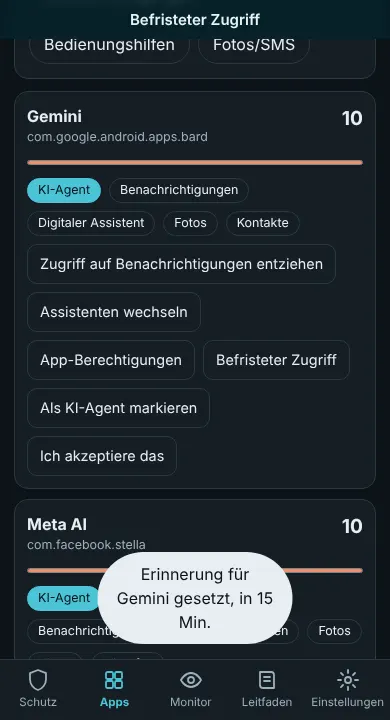 Befristeter Zugriff
Bedienungshilfen Fotos/SMS
Gemini 10
com.google.android.apps.bard
KI-Agent Benachrichtigungen
Digitaler Assistent Fotos Kontakte
Zugriff auf Benachrichtigungen entziehen
Assistenten wechseln
App-Berechtigungen Befristeter Zugriff
Als KI-Agent markieren
Ich akzeptiere das
Meta AI 10
com.facebook.stella
KI-Agent
Erinnerung für
Gemini gesetzt, in 15
Min.
Fotos
Schutz Apps Monitor Leitfaden Einstellungen